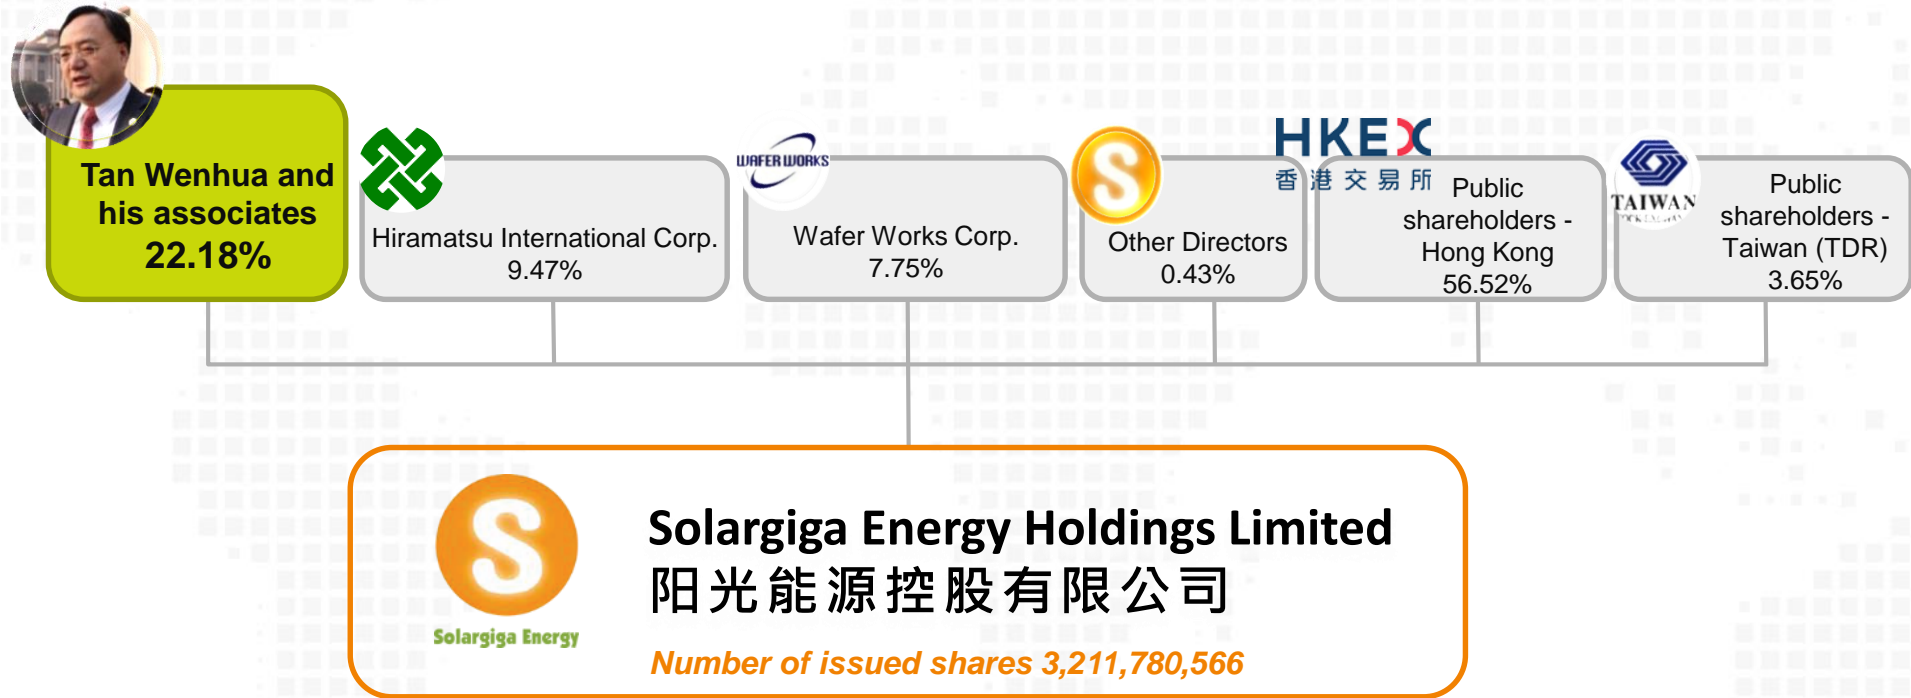 Tan Wenhua and
his associates
22.18%
Hiramatsu International Corp.
9.47%
WAFER WORKS
Wafer Works Corp.
7.75%
S
Other Directors
0.43%
HKEX
香港交易所
Public
shareholders -
Hong Kong
56.52%
TAIWAN
Public
shareholders -
Taiwan (TDR)
3.65%
S
Solargiga Energy
Solargiga Energy Holdings Limited
阳光能源控股有限公司
Number of issued shares 3,211,780,566